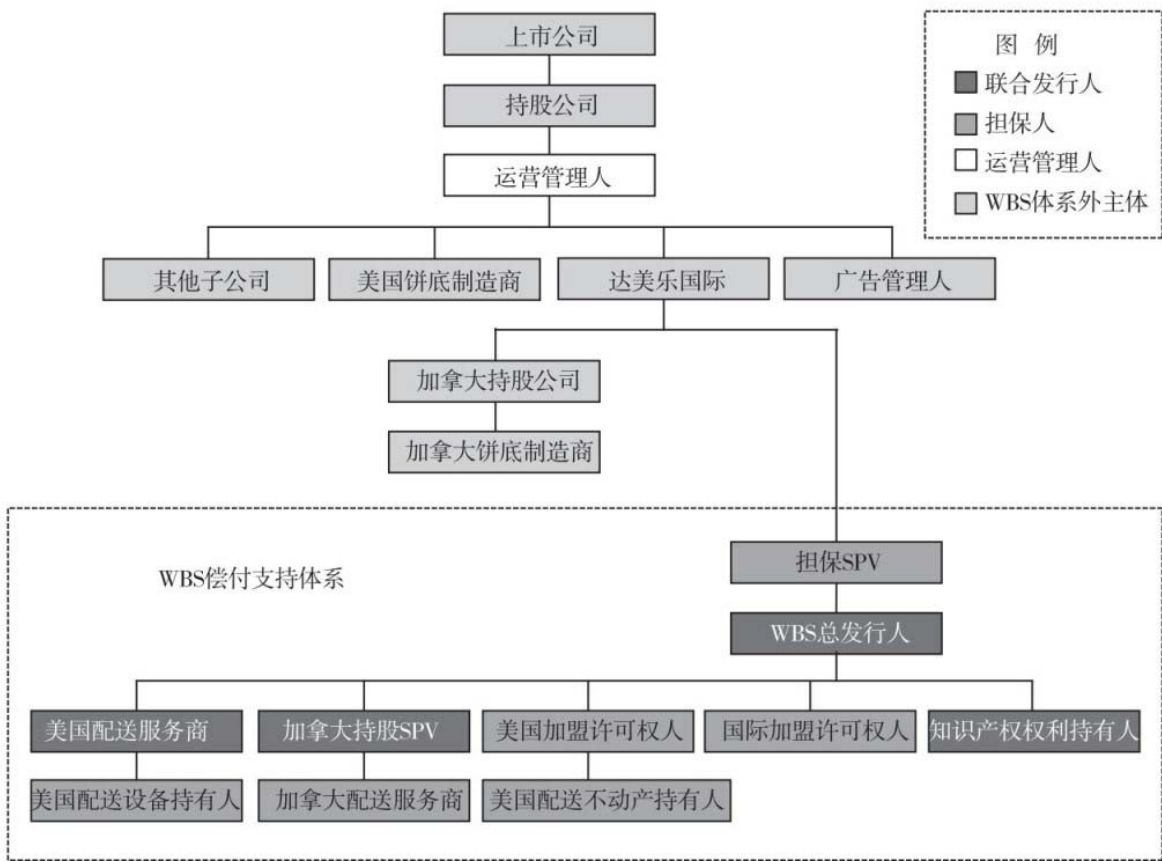 上市公司
持股公司
运营管理人
图 例
联合发行人
担保人
运营管理人
WBS体系外主体
其他子公司
美国饼底制造商
达美乐国际
广告管理人
加拿大持股公司
加拿大饼底制造商
WBS偿付支持体系
担保SPV
WBS总发行人
美国配送服务商
加拿大持股SPV
美国加盟许可权人
国际加盟许可权人
知识产权权利持有人
美国配送设备持有人
加拿大配送服务商
美国配送不动产持有人